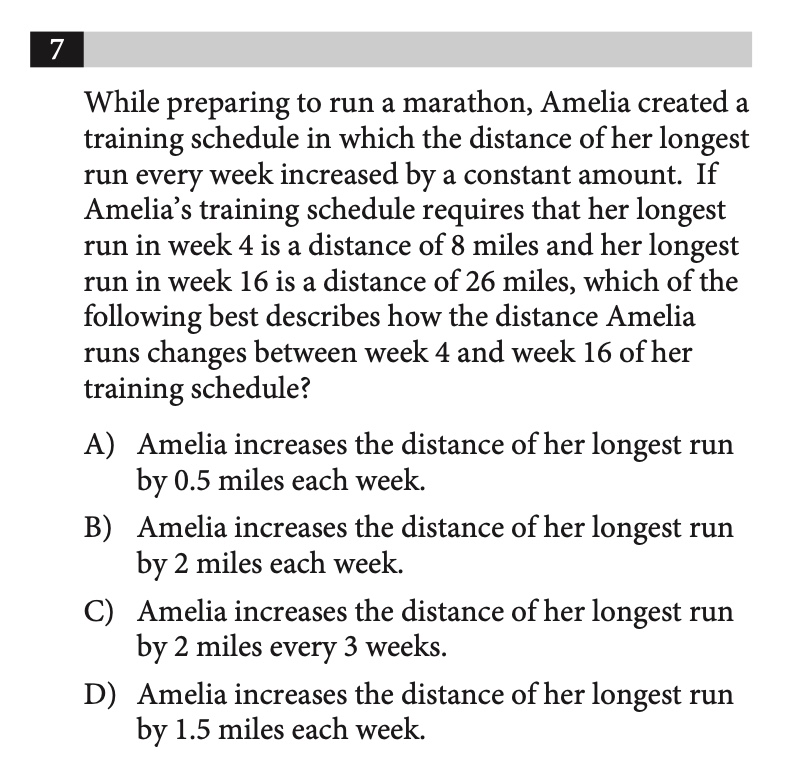 7
While preparing to run a marathon, Amelia created a
training schedule in which the distance of her longest
run every week increased by a constant amount.  If
Amelia’s training schedule requires that her longest
run in week 4 is a distance of 8 miles and her longest
run in week 16 is a distance of 26 miles, which of the
following best describes how the distance Amelia
runs changes between week 4 and week 16 of her
training schedule?
A) Amelia increases the distance of her longest run
by 0.5 miles each week.
B) Amelia increases the distance of her longest run
by 2 miles each week.
C) Amelia increases the distance of her longest run
by 2 miles every 3 weeks.
D) Amelia increases the distance of her longest run
by 1.5 miles each week.